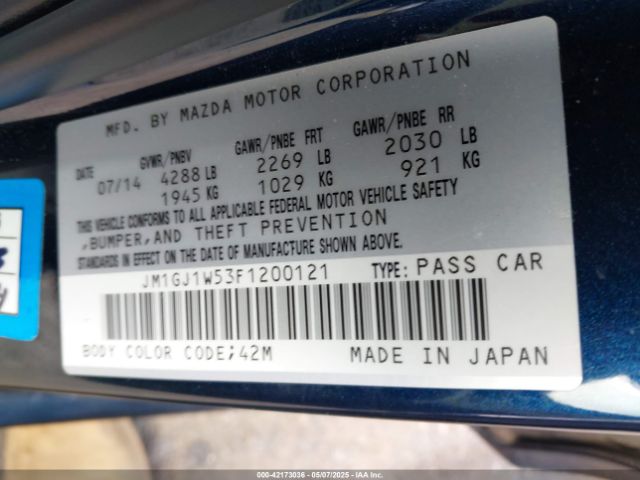 MFD. BY MAZDA MOTOR CORPORATION
DATE GVWR/PNBV GAWR/PNBE FRT GAWR/PNBE RR
07/14 4288 LB 2269 LB 2030 LB
1945 KG 1029 KG 921 KG
THIS VEHICLE CONFORMS TO ALL APPLICABLE FEDERAL MOTOR VEHICLE SAFETY
,BUMPER,AND THEFT PREVENTION
STANDARDS IN EFFECT ON THE DATE OF MANUFACTURE SHOWN ABOVE.
JM1GJ1W53F1200121 TYPE: PASS CAR
BODY COLOR CODE;42M MADE IN JAPAN
000-42173036 | 05/07/2025 | IAA Inc. | Copart